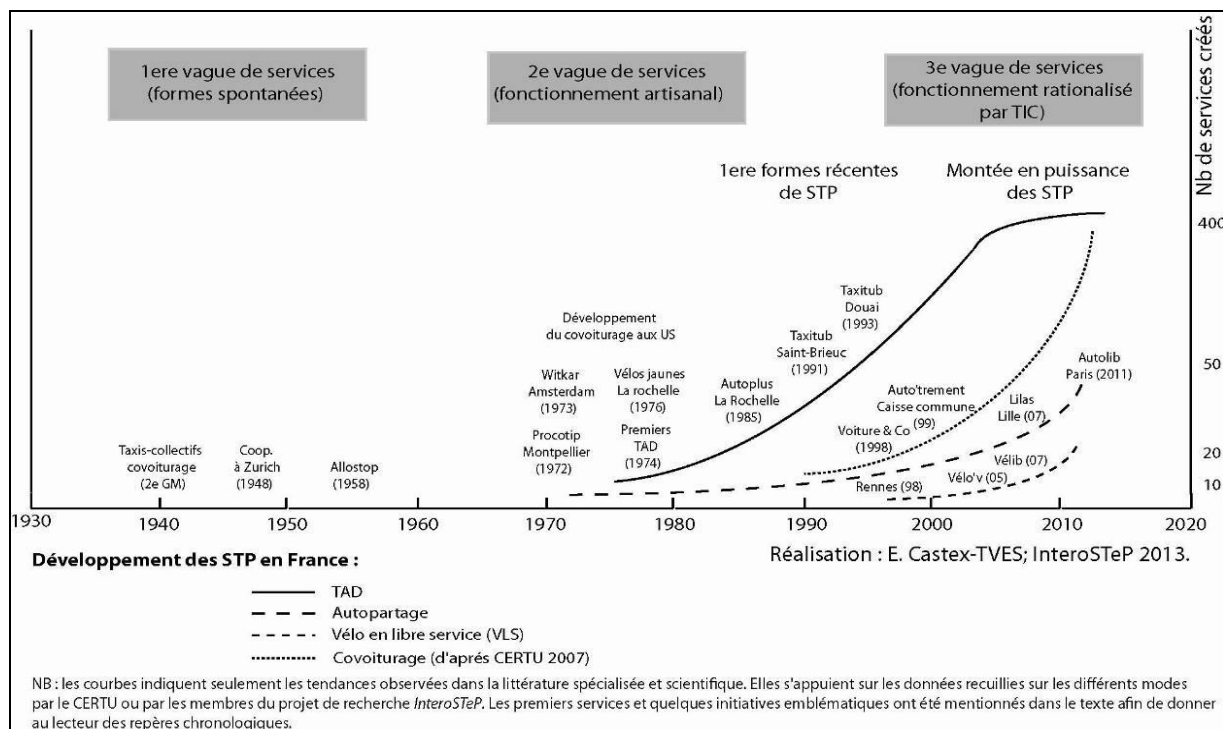 1ere vague de services
(formes spontanées)
2e vague de services
(fonctionnement artisanal)
3e vague de services
(fonctionnement rationalisé
par TIC)
Nb de services créés
1ere formes récentes
de STP
Montée en puissance
des STP
400
50
20
10
Développement
du covoiturage aux US
Taxitub
Douai
(1993)
Taxitub
Saint-Brieuc
(1991)
Witkar
Amsterdam
(1973)
Vélos jaunes
La rochelle
(1976)
Autoplus
La Rochelle
(1985)
Auto'trement
Caisse commune
(99)
Lilas
Lille (07)
Autolib
Paris (2011)
Taxis-collectifs
covoiturage
(2e GM)
Coop.
à Zurich
(1948)
Allostop
(1958)
Procotip
Montpellier
(1972)
Premiers
TAD
(1974)
Voiture & Co
(1998)
Rennes (98)
Vélo'v (05)
Vélib (07)
1930
1940
1950
1960
1970
1980
1990
2000
2010
2020
Développement des STP en France :
Réalisation : E. Castex-TVES; InteroSTeP 2013.
TAD
Autopartage
Vélo en libre service (VLS)
Covoiturage (d'aprés CERTU 2007)
NB : les courbes indiquent seulement les tendances observées dans la littérature spécialisée et scientifique. Elles s'appuient sur les données recuillies sur les différents modes
par le CERTU ou par les membres du projet de recherche InteroSTeP. Les premiers services et quelques initiatives emblématiques ont été mentionnés dans le texte afin de donner
au lecteur des repères chronologiques.